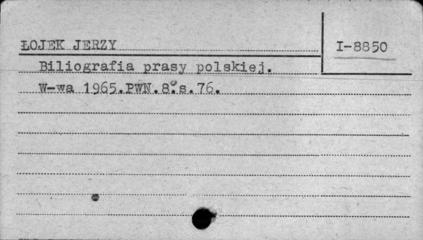 ŁOJEK JERZY
I-8850
Biliografia prasy polskiej.
W-wa 1965.PWN.8°s.76.